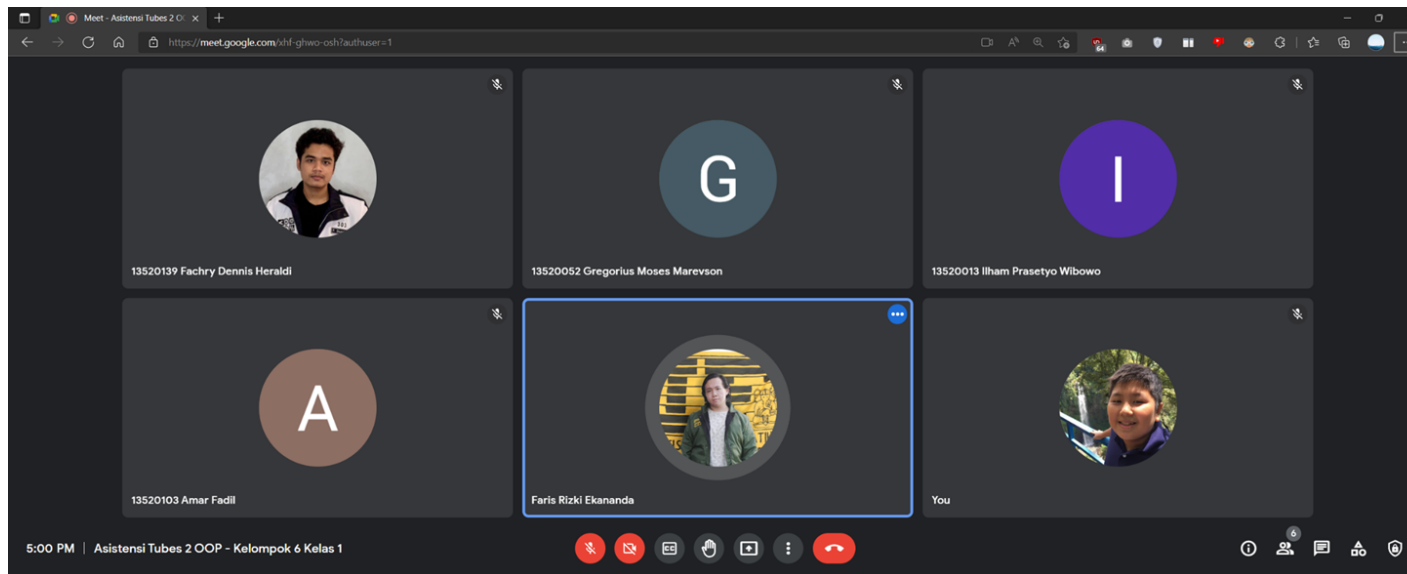 Meet - Asistensi Tubes 2 O
https://meet.google.com/xhf-ghwo-osh?authuser=1
64
G
I
13520139 Fachry Dennis Heraldi
13520052 Gregorius Moses Marevson
13520013 Ilham Prasetyo Wibowo
A
13520103 Amar Fadil
Faris Rizki Ekananda
You
5:00 PM | Asistensi Tubes 2 OOP - Kelompok 6 Kelas 1
CC
6